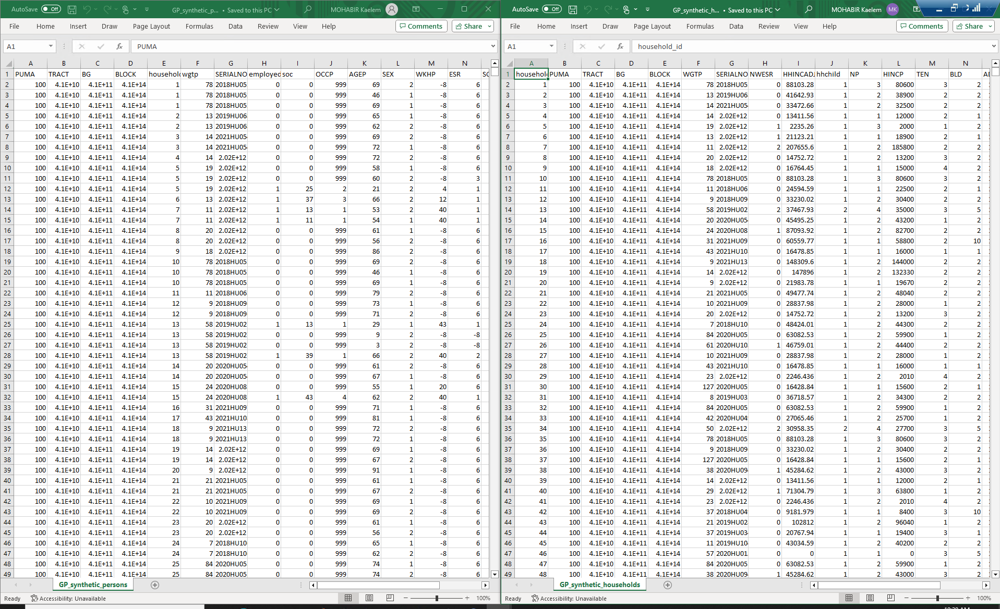 AutoSave Off GP_synthetic_p... • Saved to this PC MOHABIR Kaelem
File Home Insert Draw Page Layout Formulas Data Review View Help Comments Share
A1 fx PUMA
A B C D E F G H I J K L M N
1 PUMA TRACT BG BLOCK househol wgtp SERIALNO employed soc OCCP AGEP SEX WKHP ESR SC
2 100 4.1E+10 4.1E+11 4.1E+14 1 78 2018HU05 0 0 999 69 2 -8 6
3 100 4.1E+10 4.1E+11 4.1E+14 1 78 2018HU05 0 0 999 46 1 -8 6
4 100 4.1E+10 4.1E+11 4.1E+14 1 78 2018HU05 0 0 999 69 1 -8 6
5 100 4.1E+10 4.1E+11 4.1E+14 2 13 2019HU06 0 0 999 65 1 -8 6
6 100 4.1E+10 4.1E+11 4.1E+14 2 13 2019HU06 0 0 999 62 2 -8 6
7 100 4.1E+10 4.1E+11 4.1E+14 3 14 2021HU05 0 0 999 69 2 -8 6
8 100 4.1E+10 4.1E+11 4.1E+14 3 14 2021HU05 0 0 999 72 1 -8 6
9 100 4.1E+10 4.1E+11 4.1E+14 4 14 2.02E+12 0 0 999 72 2 -8 6
10 100 4.1E+10 4.1E+11 4.1E+14 5 19 2.02E+12 0 0 999 58 1 -8 6
11 100 4.1E+10 4.1E+11 4.1E+14 5 19 2.02E+12 0 0 999 60 2 -8 3
12 100 4.1E+10 4.1E+11 4.1E+14 5 19 2.02E+12 1 25 2 21 2 4 1
13 100 4.1E+10 4.1E+11 4.1E+14 6 13 2.02E+12 1 37 3 66 2 12 1
14 100 4.1E+10 4.1E+11 4.1E+14 7 11 2.02E+12 1 13 1 53 2 40 1
15 100 4.1E+10 4.1E+11 4.1E+14 7 11 2.02E+12 1 11 1 54 1 40 1
16 100 4.1E+10 4.1E+11 4.1E+14 8 20 2.02E+12 0 0 999 61 1 -8 6
17 100 4.1E+10 4.1E+11 4.1E+14 8 20 2.02E+12 0 0 999 56 2 -8 6
18 100 4.1E+10 4.1E+11 4.1E+14 9 18 2.02E+12 0 0 999 86 2 -8 6
19 100 4.1E+10 4.1E+11 4.1E+14 10 78 2018HU05 0 0 999 69 2 -8 6
20 100 4.1E+10 4.1E+11 4.1E+14 10 78 2018HU05 0 0 999 46 1 -8 6
21 100 4.1E+10 4.1E+11 4.1E+14 10 78 2018HU05 0 0 999 69 1 -8 6
22 100 4.1E+10 4.1E+11 4.1E+14 11 11 2018HU06 0 0 999 79 2 -8 6
23 100 4.1E+10 4.1E+11 4.1E+14 12 9 2018HU09 0 0 999 73 1 -8 6
24 100 4.1E+10 4.1E+11 4.1E+14 12 9 2018HU09 0 0 999 71 2 -8 6
25 100 4.1E+10 4.1E+11 4.1E+14 13 58 2019HU02 1 13 1 29 1 43 1
26 100 4.1E+10 4.1E+11 4.1E+14 13 58 2019HU02 0 0 999 9 2 -8 -8
27 100 4.1E+10 4.1E+11 4.1E+14 13 58 2019HU02 0 0 999 3 2 -8 -8
28 100 4.1E+10 4.1E+11 4.1E+14 13 58 2019HU02 1 39 1 66 2 40 2
29 100 4.1E+10 4.1E+11 4.1E+14 14 20 2020HU05 0 0 999 61 2 -8 6
30 100 4.1E+10 4.1E+11 4.1E+14 14 20 2020HU05 0 0 999 67 1 -8 6
31 100 4.1E+10 4.1E+11 4.1E+14 15 24 2020HU08 0 0 999 55 1 20 6
32 100 4.1E+10 4.1E+11 4.1E+14 15 24 2020HU08 1 43 4 62 2 40 1
33 100 4.1E+10 4.1E+11 4.1E+14 16 31 2021HU09 0 0 999 71 1 -8 6
34 100 4.1E+10 4.1E+11 4.1E+14 17 43 2021HU10 0 0 999 81 1 -8 6
35 100 4.1E+10 4.1E+11 4.1E+14 18 9 2021HU13 0 0 999 72 2 -8 6
36 100 4.1E+10 4.1E+11 4.1E+14 18 9 2021HU13 0 0 999 72 1 -8 6
37 100 4.1E+10 4.1E+11 4.1E+14 19 14 2.02E+12 0 0 999 69 1 -8 6
38 100 4.1E+10 4.1E+11 4.1E+14 19 14 2.02E+12 0 0 999 67 2 -8 6
39 100 4.1E+10 4.1E+11 4.1E+14 20 9 2.02E+12 0 0 999 91 1 -8 6
40 100 4.1E+10 4.1E+11 4.1E+14 21 21 2021HU05 0 0 999 61 1 -8 6
41 100 4.1E+10 4.1E+11 4.1E+14 21 21 2021HU05 0 0 999 67 2 -8 6
42 100 4.1E+10 4.1E+11 4.1E+14 22 10 2021HU09 0 0 999 69 1 -8 6
43 100 4.1E+10 4.1E+11 4.1E+14 22 10 2021HU09 0 0 999 69 2 -8 6
44 100 4.1E+10 4.1E+11 4.1E+14 23 20 2.02E+12 0 0 999 61 1 -8 6
45 100 4.1E+10 4.1E+11 4.1E+14 23 20 2.02E+12 0 0 999 56 2 -8 6
46 100 4.1E+10 4.1E+11 4.1E+14 24 7 2018HU10 0 0 999 65 1 -8 6
47 100 4.1E+10 4.1E+11 4.1E+14 24 7 2018HU10 0 0 999 62 2 -8 6
48 100 4.1E+10 4.1E+11 4.1E+14 25 84 2020HU05 0 0 999 74 1 -8 6
49 100 4.1E+10 4.1E+11 4.1E+14 25 84 2020HU05 0 0 999 74 2 -8 6
GP_synthetic_persons
Ready Accessibility: Unavailable 100%
AutoSave Off GP_synthetic_h... • Saved to this PC MOHABIR Kaelem MK
File Home Insert Draw Page Layout Formulas Data Review View Help Comments Share
A1 fx household_id
A B C D E F G H I J K L M N
1 househol PUMA TRACT BG BLOCK WGTP SERIALNO NWESR HHINCADJ hhchild NP HINCP TEN BLD
2 1 100 4.1E+10 4.1E+11 4.1E+14 78 2018HU05 0 88103.28 1 3 80600 3 2
3 2 100 4.1E+10 4.1E+11 4.1E+14 13 2019HU06 0 41642.93 1 2 38900 2 2
4 3 100 4.1E+10 4.1E+11 4.1E+14 14 2021HU05 0 33472.66 1 2 32500 2 2
5 4 100 4.1E+10 4.1E+11 4.1E+14 14 2.02E+12 0 13411.56 1 1 12000 2 1
6 5 100 4.1E+10 4.1E+11 4.1E+14 19 2.02E+12 1 2235.26 1 3 2000 1 2
7 6 100 4.1E+10 4.1E+11 4.1E+14 13 2.02E+12 1 21123.21 1 1 18900 2 1
8 7 100 4.1E+10 4.1E+11 4.1E+14 11 2.02E+12 2 207655.6 1 2 185800 2 2
9 8 100 4.1E+10 4.1E+11 4.1E+14 20 2.02E+12 0 14752.72 1 2 13200 3 2
10 9 100 4.1E+10 4.1E+11 4.1E+14 18 2.02E+12 0 16764.45 1 1 15000 4 2
11 10 100 4.1E+10 4.1E+11 4.1E+14 78 2018HU05 0 88103.28 1 3 80600 3 2
12 11 100 4.1E+10 4.1E+11 4.1E+14 11 2018HU06 0 24594.59 1 1 22500 2 1
13 12 100 4.1E+10 4.1E+11 4.1E+14 9 2018HU09 0 33230.02 1 2 30400 2 2
14 13 100 4.1E+10 4.1E+11 4.1E+14 58 2019HU02 2 37467.93 2 4 35000 3 5
15 14 100 4.1E+10 4.1E+11 4.1E+14 20 2020HU05 0 45495.25 1 2 43200 1 2
16 15 100 4.1E+10 4.1E+11 4.1E+14 24 2020HU08 1 87093.92 1 2 82700 2 2
17 16 100 4.1E+10 4.1E+11 4.1E+14 31 2021HU09 0 60559.77 1 1 58800 2 10
18 17 100 4.1E+10 4.1E+11 4.1E+14 43 2021HU10 0 16478.85 1 1 16000 1 1
19 18 100 4.1E+10 4.1E+11 4.1E+14 9 2021HU13 0 148309.6 1 2 144000 2 2
20 19 100 4.1E+10 4.1E+11 4.1E+14 14 2.02E+12 0 147896 1 2 132330 2 2
21 20 100 4.1E+10 4.1E+11 4.1E+14 9 2.02E+12 0 21983.78 1 1 19670 2 2
22 21 100 4.1E+10 4.1E+11 4.1E+14 21 2021HU05 0 49477.74 1 2 48040 2 2
23 22 100 4.1E+10 4.1E+11 4.1E+14 10 2021HU09 0 28837.98 1 2 28000 1 2
24 23 100 4.1E+10 4.1E+11 4.1E+14 20 2.02E+12 0 14752.72 1 2 13200 3 2
25 24 100 4.1E+10 4.1E+11 4.1E+14 7 2018HU10 0 48424.01 1 2 44300 2 2
26 25 100 4.1E+10 4.1E+11 4.1E+14 84 2020HU05 0 63082.53 1 2 59900 1 2
27 26 100 4.1E+10 4.1E+11 4.1E+14 61 2020HU10 1 46759.01 1 2 44400 2 2
28 27 100 4.1E+10 4.1E+11 4.1E+14 10 2021HU09 0 28837.98 1 2 28000 1 2
29 28 100 4.1E+10 4.1E+11 4.1E+14 43 2021HU10 0 16478.85 1 1 16000 1 1
30 29 100 4.1E+10 4.1E+11 4.1E+14 23 2.02E+12 0 2246.436 1 2 2010 4 2
31 30 100 4.1E+10 4.1E+11 4.1E+14 127 2020HU05 0 16428.84 1 1 15600 2 1
32 31 100 4.1E+10 4.1E+11 4.1E+14 8 2019HU03 0 36718.57 1 2 34300 2 2
33 32 100 4.1E+10 4.1E+11 4.1E+14 84 2020HU05 0 63082.53 1 2 59900 1 2
34 33 100 4.1E+10 4.1E+11 4.1E+14 42 2020HU04 0 27065.46 1 2 25700 1 2
35 34 100 4.1E+10 4.1E+11 4.1E+14 50 2.02E+12 2 30958.35 2 4 27700 3 5
36 35 100 4.1E+10 4.1E+11 4.1E+14 78 2018HU05 0 88103.28 1 3 80600 3 2
37 36 100 4.1E+10 4.1E+11 4.1E+14 9 2018HU09 0 33230.02 1 2 30400 2 2
38 37 100 4.1E+10 4.1E+11 4.1E+14 127 2020HU05 0 16428.84 1 1 15600 2 1
39 38 100 4.1E+10 4.1E+11 4.1E+14 38 2020HU09 1 45284.62 1 2 43000 3 2
40 39 100 4.1E+10 4.1E+11 4.1E+14 14 2.02E+12 0 13411.56 1 1 12000 2 1
41 40 100 4.1E+10 4.1E+11 4.1E+14 29 2.02E+12 1 71304.79 1 3 63800 1 2
42 41 100 4.1E+10 4.1E+11 4.1E+14 23 2.02E+12 0 2246.436 1 2 2010 4 2
43 42 100 4.1E+10 4.1E+11 4.1E+14 37 2018HU04 0 9181.979 1 1 8400 3 10
44 43 100 4.1E+10 4.1E+11 4.1E+14 21 2019HU02 0 102812 1 2 96040 1 2
45 44 100 4.1E+10 4.1E+11 4.1E+14 37 2019HU03 0 20767.94 1 1 19400 3 1
46 45 100 4.1E+10 4.1E+11 4.1E+14 11 2019HU10 0 43034.59 1 2 40200 2 2
47 46 100 4.1E+10 4.1E+11 4.1E+14 57 2020HU01 0 0 1 1 0 3 5
48 47 100 4.1E+10 4.1E+11 4.1E+14 84 2020HU05 0 63082.53 1 2 59900 1 2
49 48 100 4.1E+10 4.1E+11 4.1E+14 38 2020HU09 1 45284.62 1 2 43000 3 2
GP_synthetic_households
Ready Accessibility: Unavailable 100%